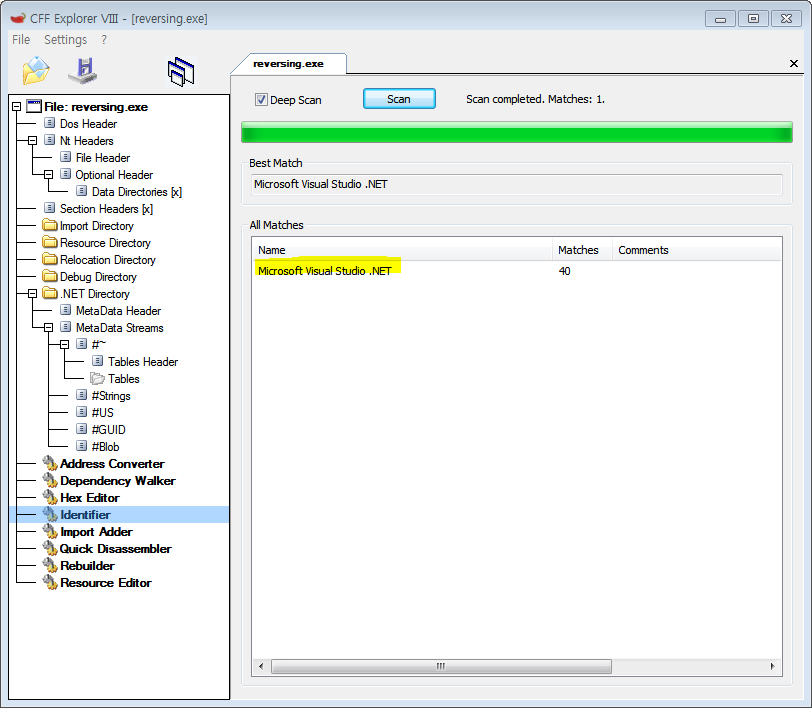 CFF Explorer VIII - [reversing.exe]
File Settings ?
reversing.exe
File: reversing.exe
Dos Header
Nt Headers
File Header
Optional Header
Data Directories [x]
Section Headers [x]
Import Directory
Resource Directory
Relocation Directory
Debug Directory
.NET Directory
MetaData Header
MetaData Streams
#~
Tables Header
Tables
#Strings
#US
#GUID
#Blob
Address Converter
Dependency Walker
Hex Editor
Identifier
Import Adder
Quick Disassembler
Rebuilder
Resource Editor
Deep Scan
Scan
Scan completed. Matches: 1.
Best Match
Microsoft Visual Studio .NET
All Matches
Name Matches Comments
Microsoft Visual Studio .NET 40